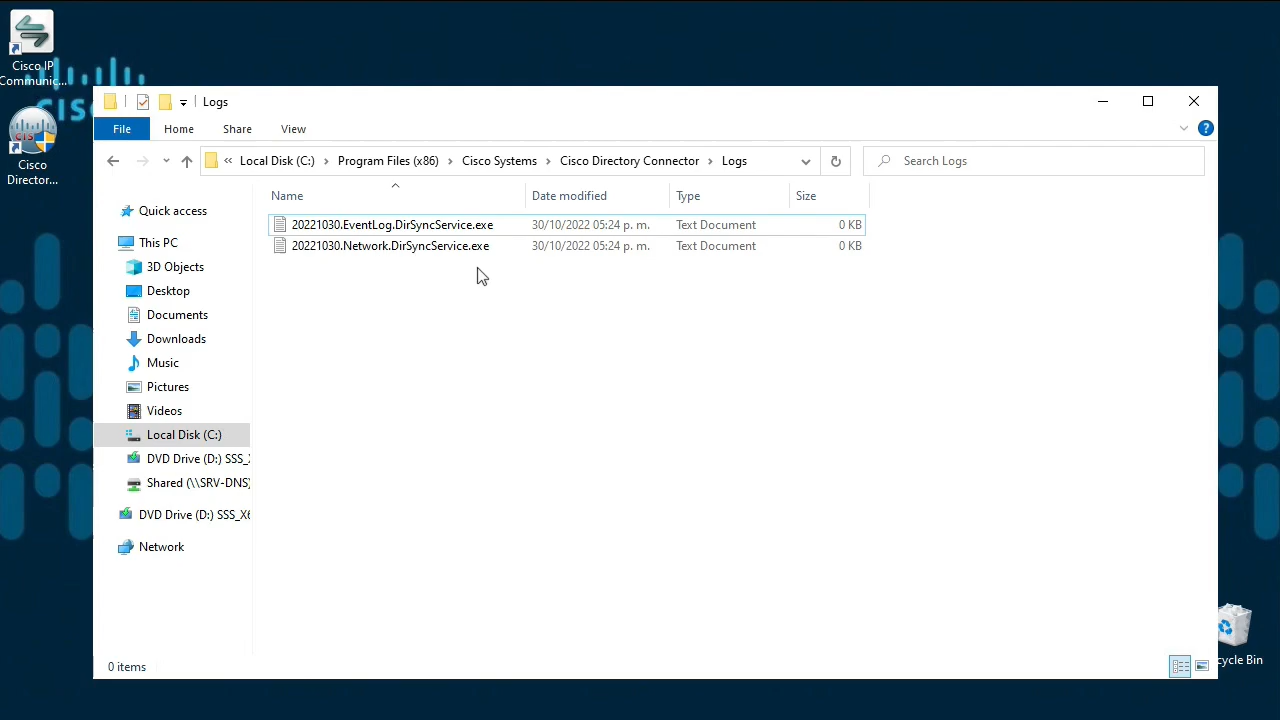 Cisco IP
Communic...
CISC
Cisco
Director...
Logs
File
Home
Share
View
Local Disk (C:)
Program Files (x86)
Cisco Systems
Cisco Directory Connector
Logs
Search Logs
Name
Date modified
Type
Size
20221030.EventLog.DirSyncService.exe
30/10/2022 05:24 p. m.
Text Document
0 KB
20221030.Network.DirSyncService.exe
30/10/2022 05:24 p. m.
Text Document
0 KB
Quick access
This PC
3D Objects
Desktop
Documents
Downloads
Music
Pictures
Videos
Local Disk (C:)
DVD Drive (D:) SSS_
Shared (\\SRV-DNS)
DVD Drive (D:) SSS_X6
Network
0 items
cycle Bin